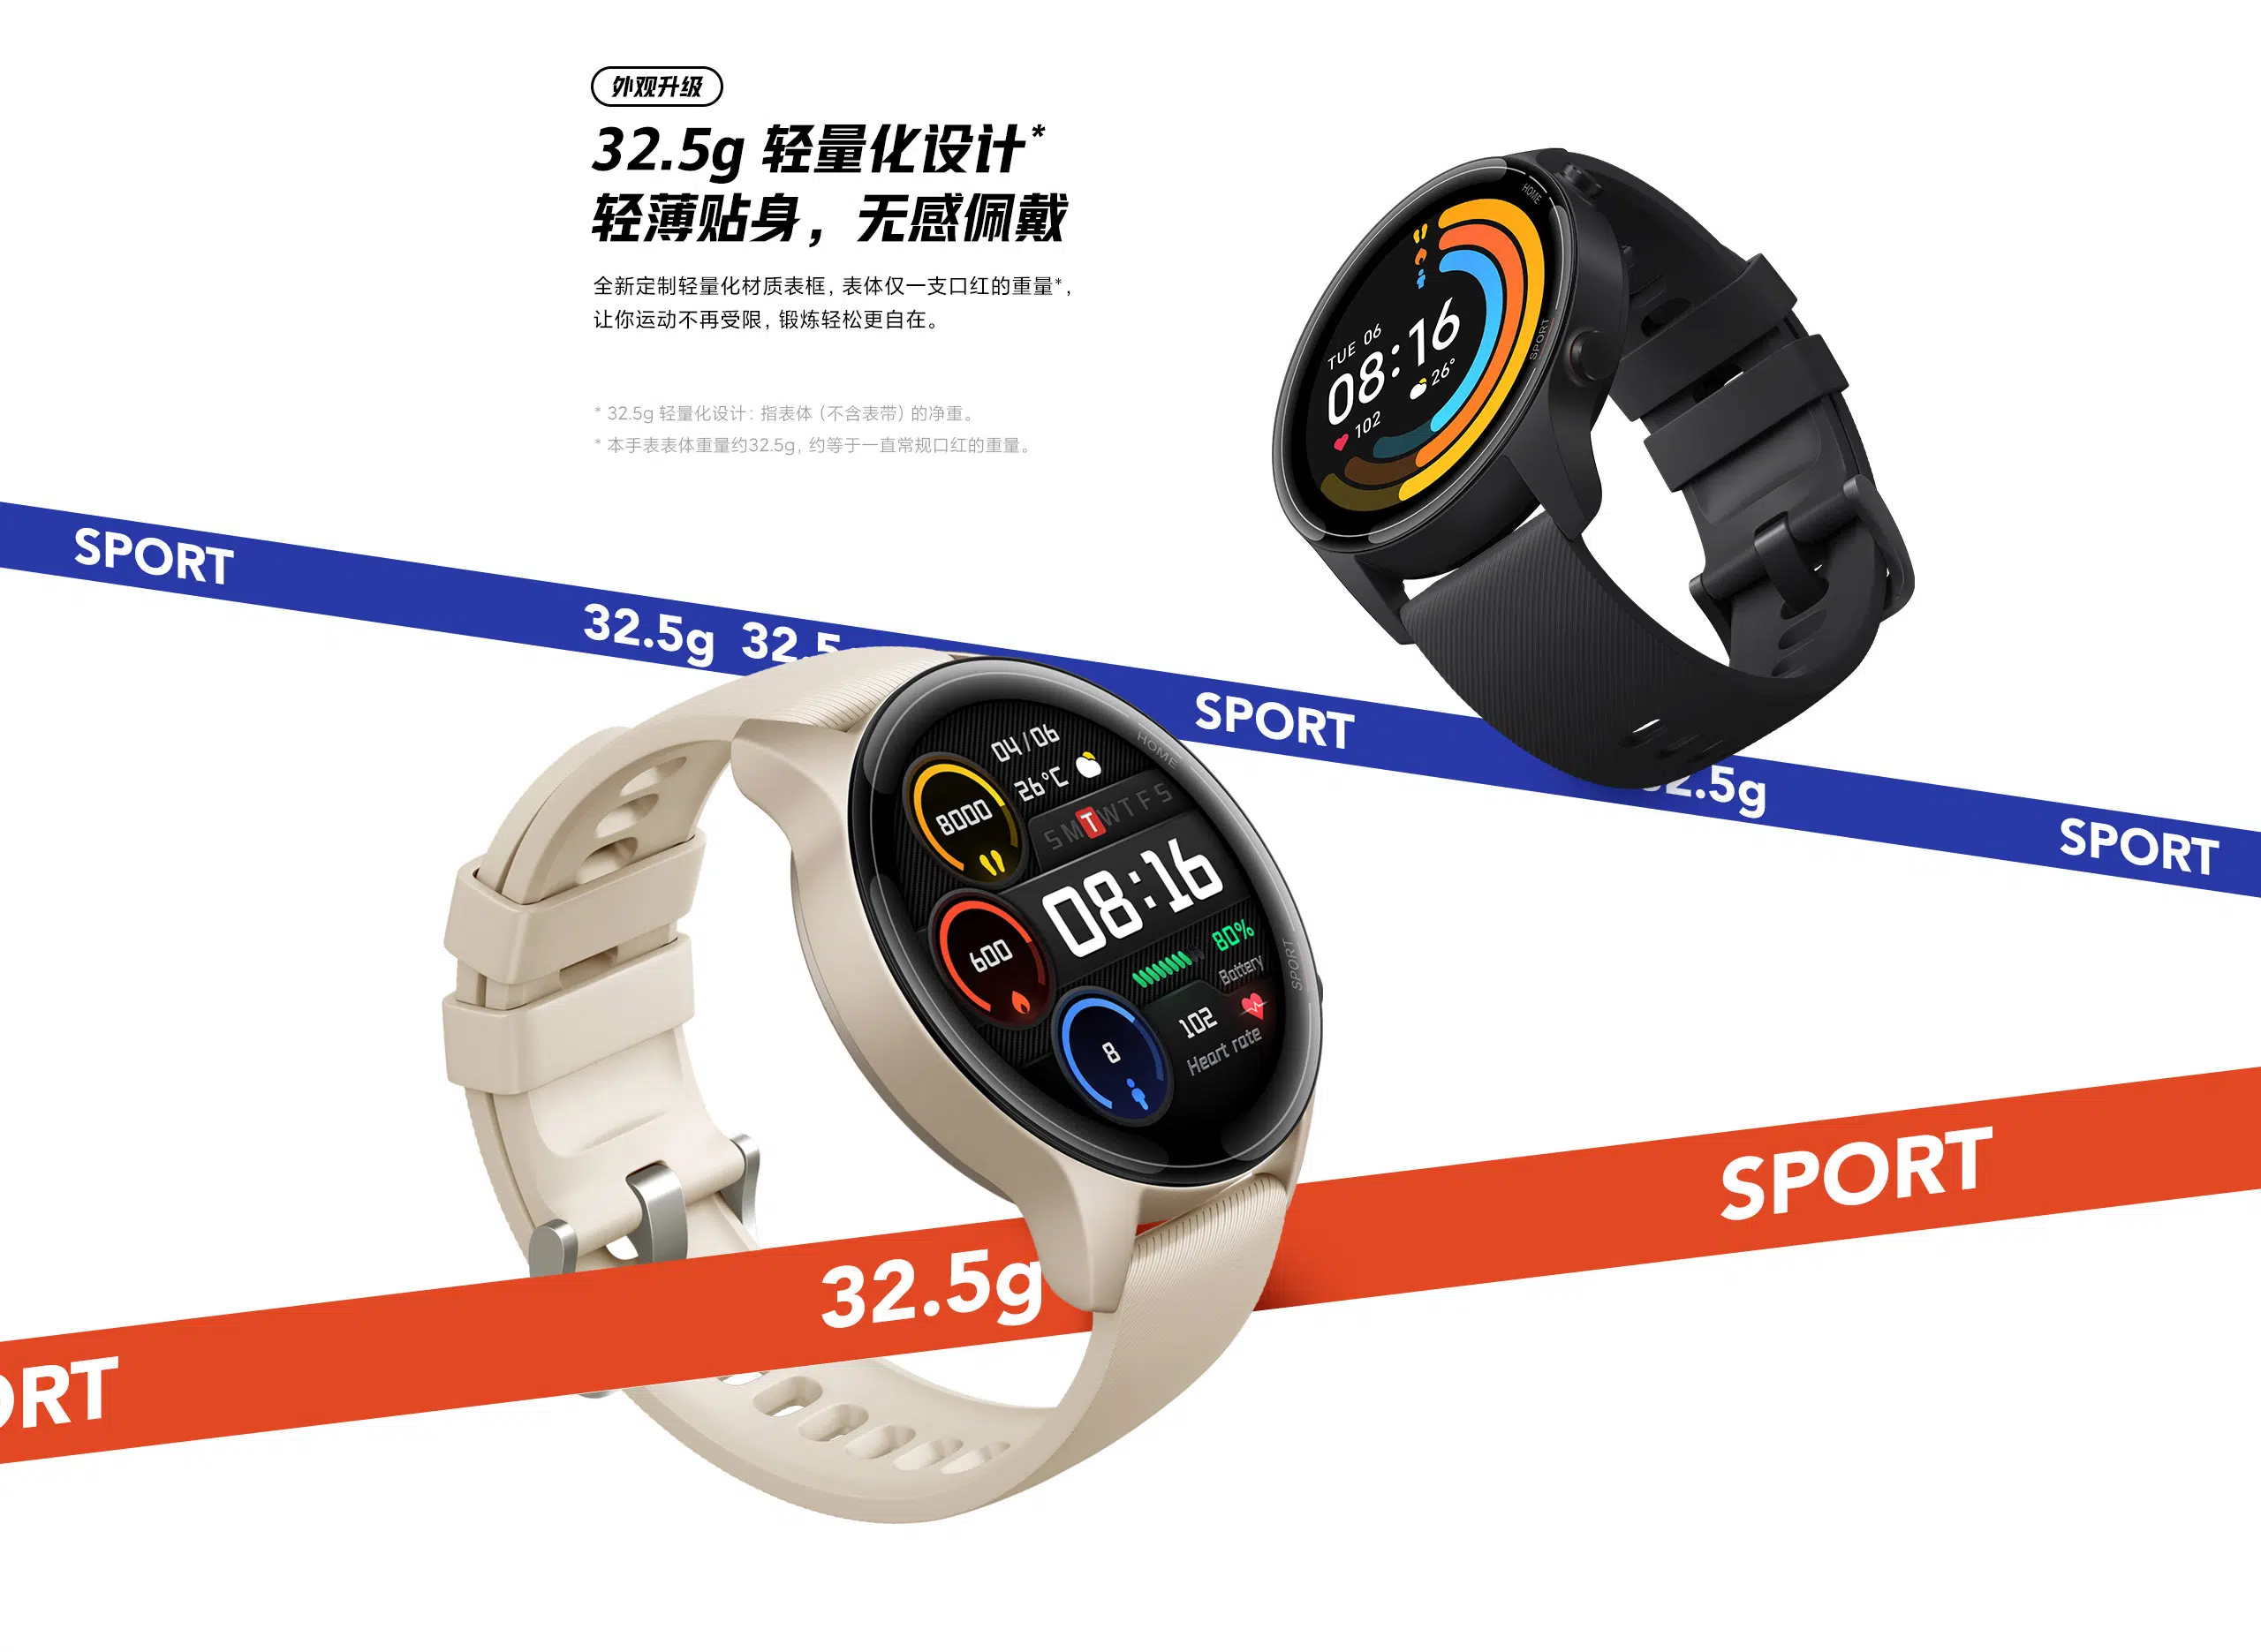 外观升级
32.5g 轻量化设计*
轻薄贴身，无感佩戴
全新定制轻量化材质表框，表体仅一支口红的重量*，
让你运动不再受限，锻炼轻松更自在。
* 32.5g 轻量化设计：指表体（不含表带）的净重。
* 本手表表体重量约32.5g，约等于一直常规口红的重量。
HOME
TUE 06
08:16
26°
102
SPORT
SPORT
32.5g 32.5
SPORT
2.5g
SPORT
04/06
26°C
HOME
8000
S M T W T F S
08:16
600
80%
Battery
SPORT
8
102
Heart rate
SPORT
32.5g
ORT